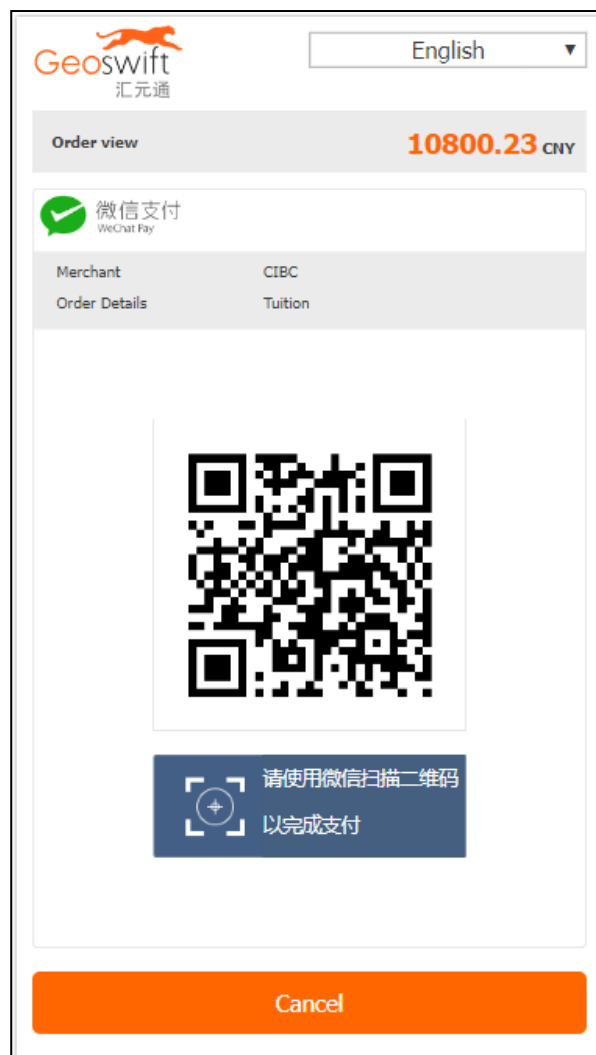 Geoswift
汇元通
English
Order view 10800.23 CNY
微信支付
WeChat Pay
Merchant CIBC
Order Details Tuition
请使用微信扫描二维码
以完成支付
Cancel